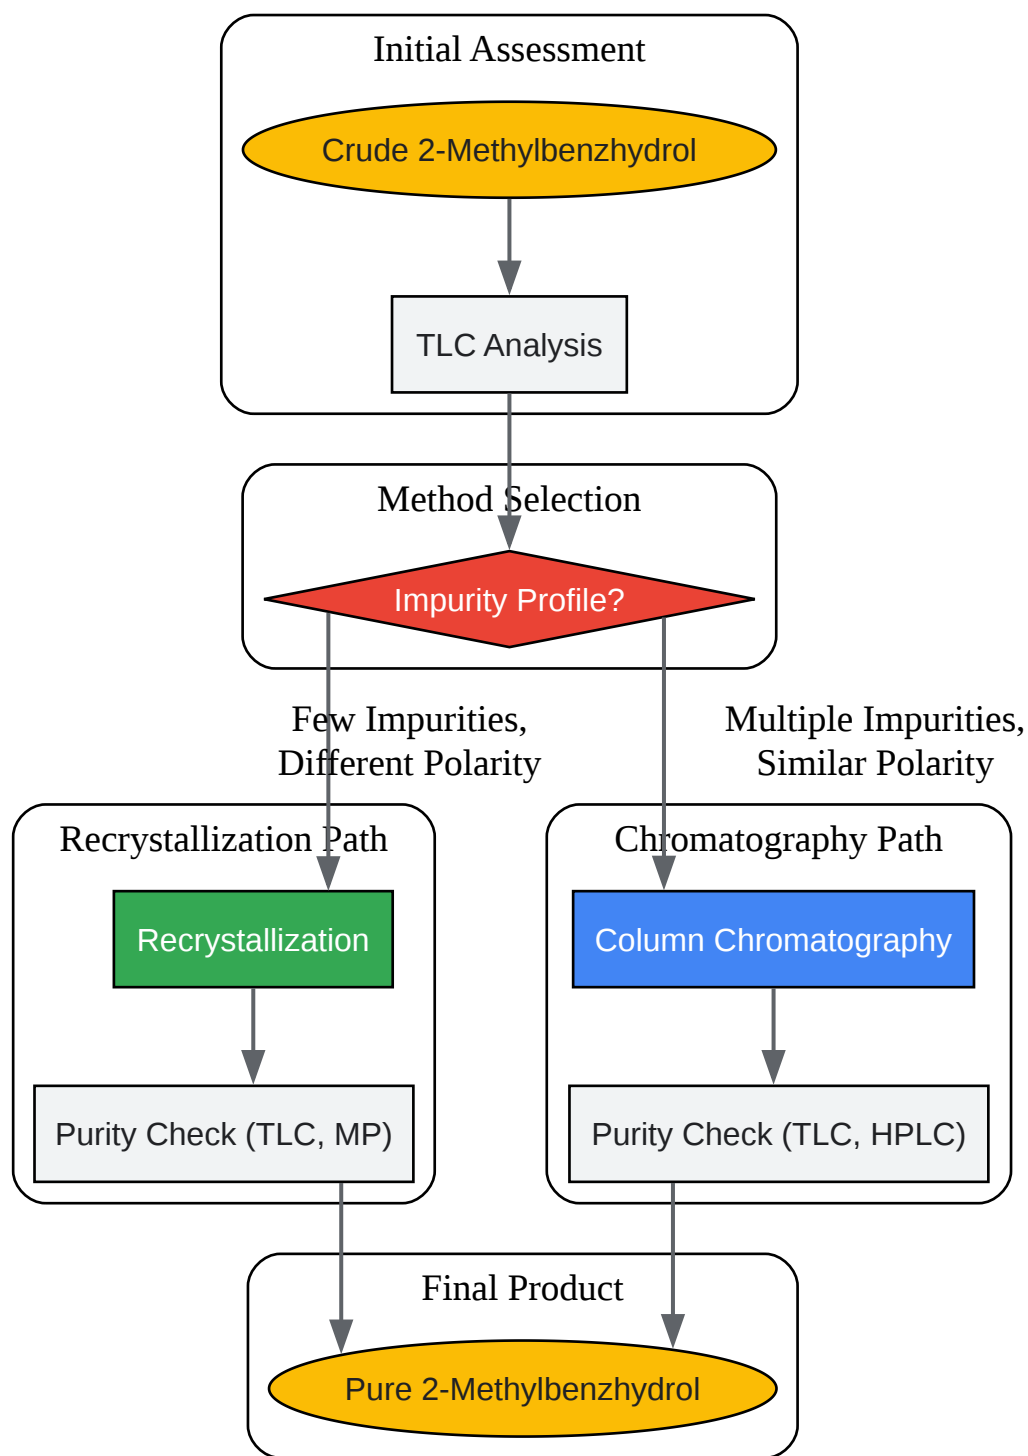 Initial Assessment
Crude 2-Methylbenzhydrol
TLC Analysis
Method Selection
Impurity Profile?
Few Impurities,
Different Polarity
Multiple Impurities,
Similar Polarity
Recrystallization Path
Recrystallization
Purity Check (TLC, MP)
Chromatography Path
Column Chromatography
Purity Check (TLC, HPLC)
Final Product
Pure 2-Methylbenzhydrol